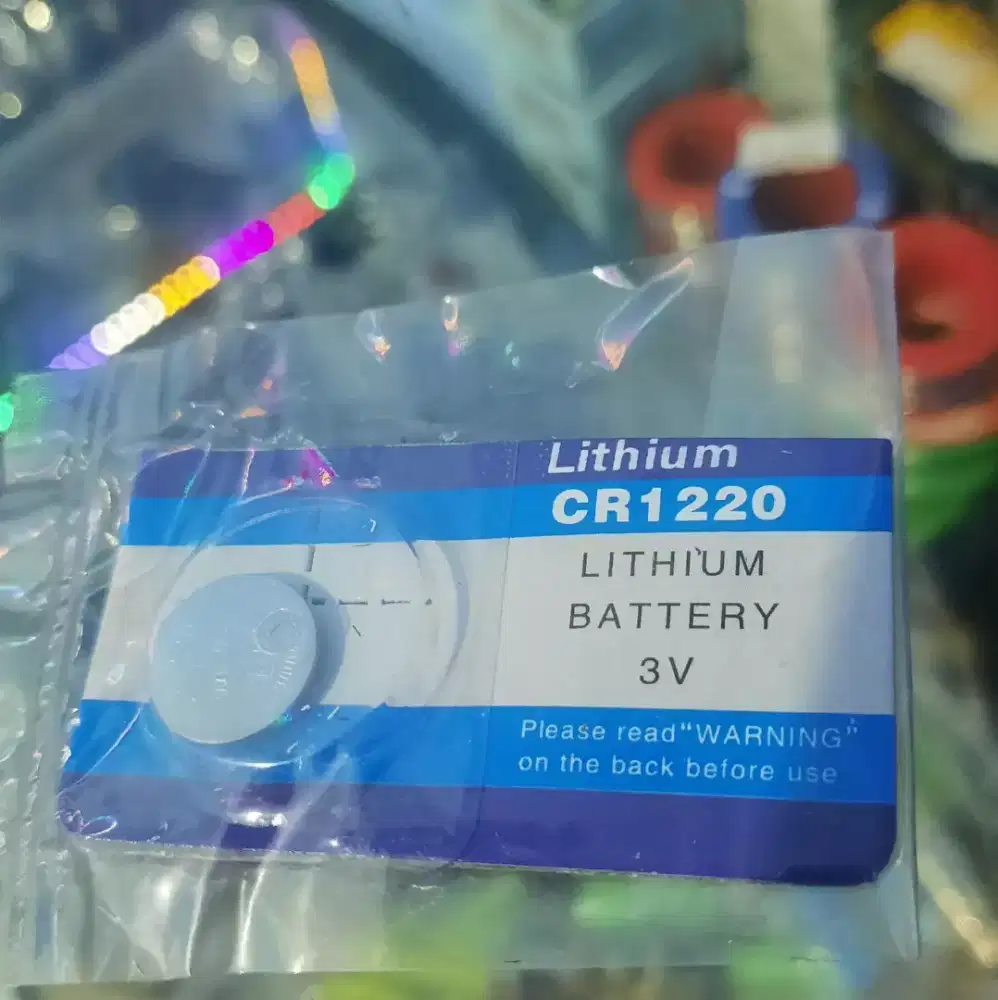 Lithium
CR1220
LITHIUM
BATTERY
3V
Please read "WARNING"
on the back before use